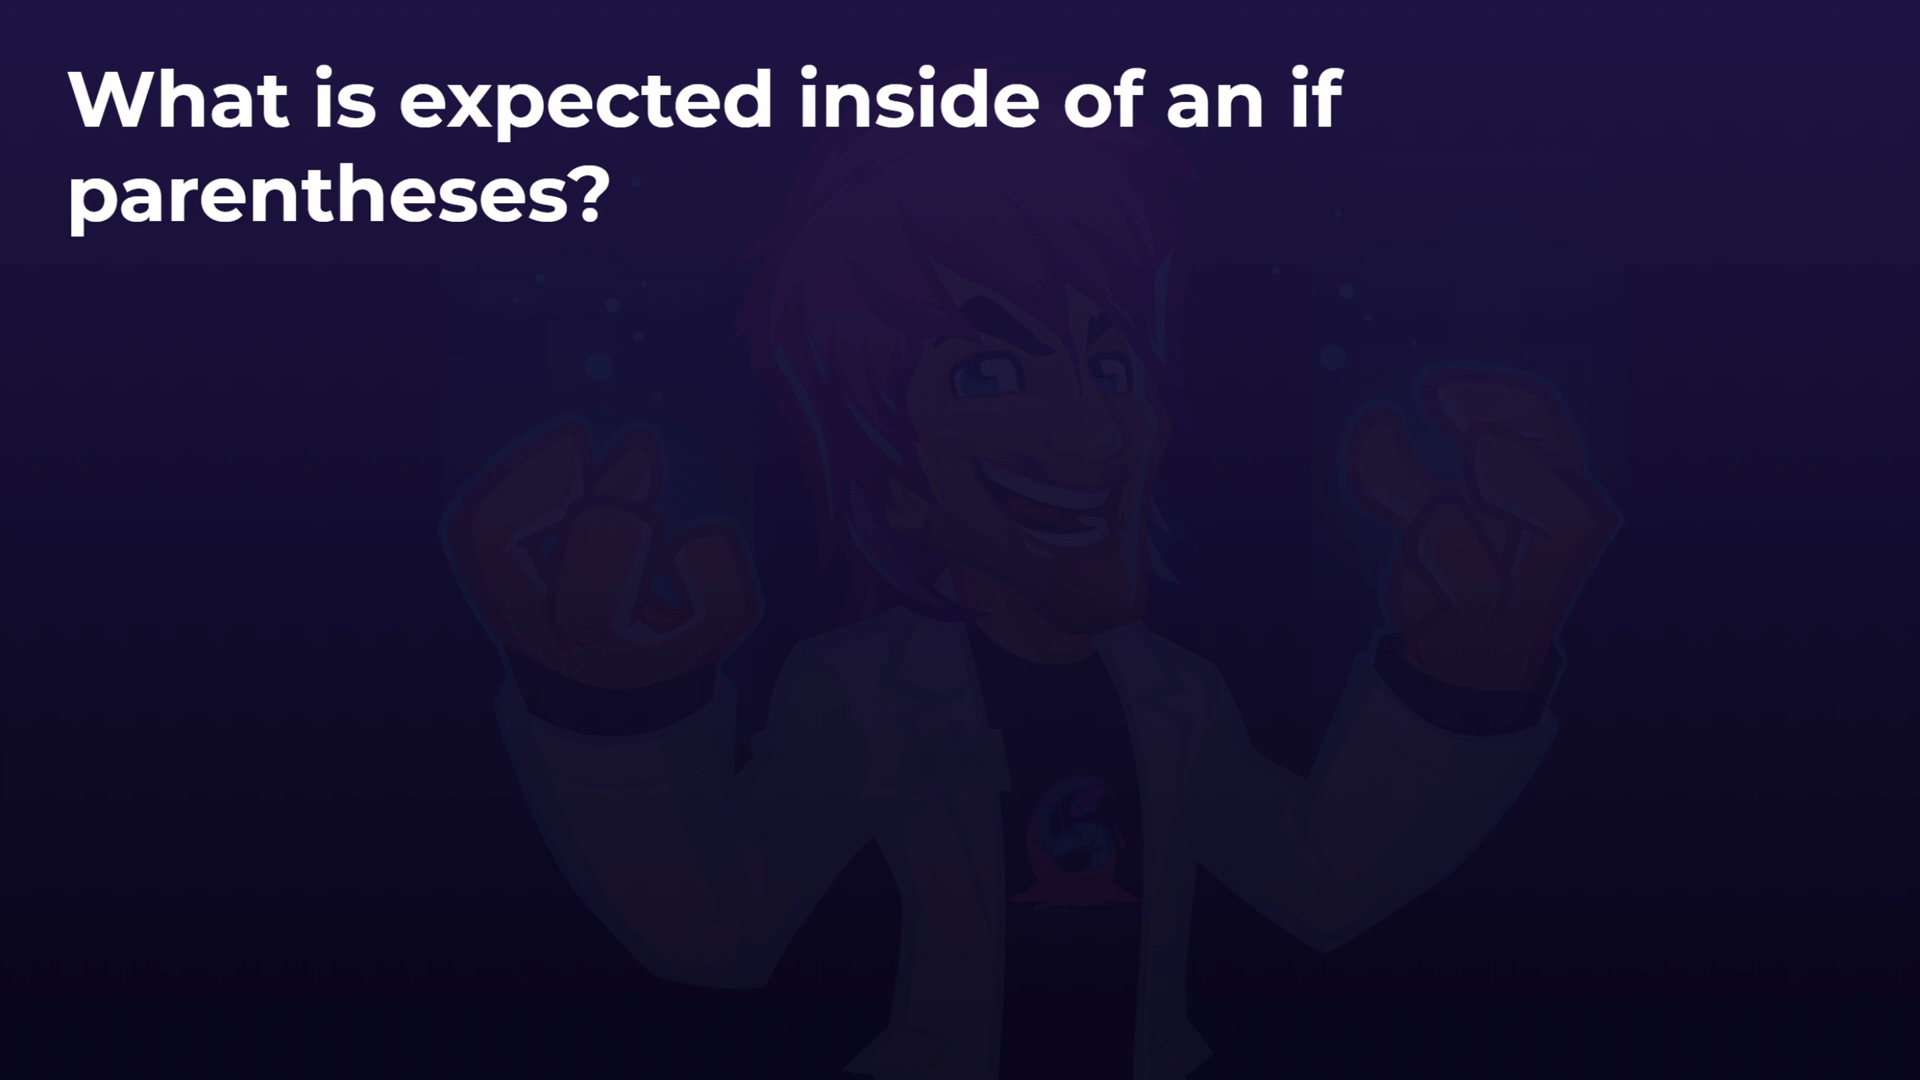 What is expected inside of an if
parentheses?